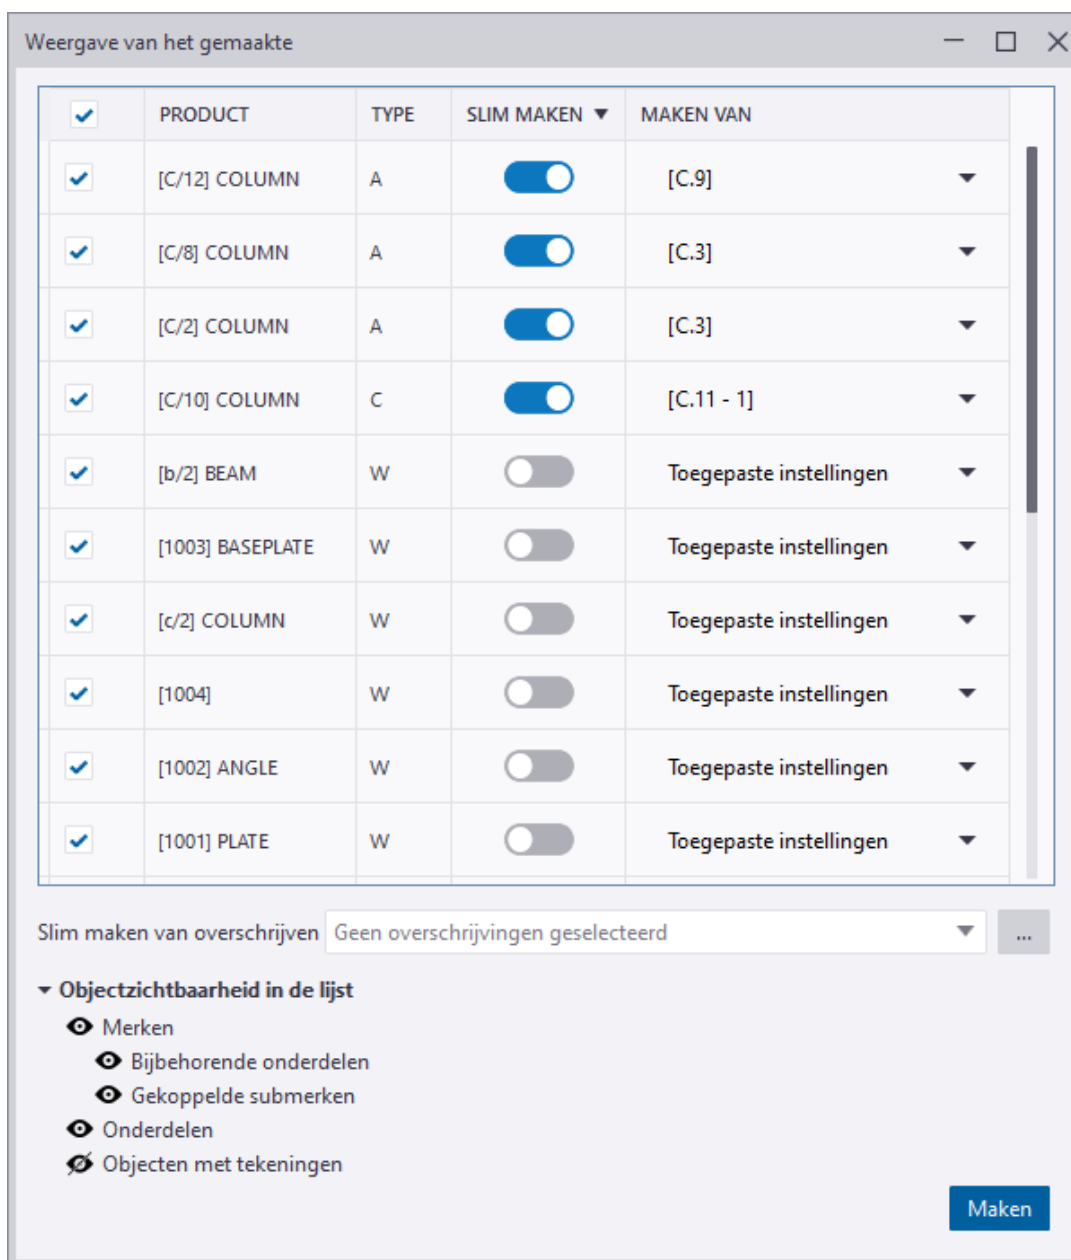 Weergave van het gemaakte
PRODUCT TYPE SLIM MAKEN MAKEN VAN
[C/12] COLUMN A [C.9]
[C/8] COLUMN A [C.3]
[C/2] COLUMN A [C.3]
[C/10] COLUMN C [C.11 - 1]
[b/2] BEAM W Toegepaste instellingen
[1003] BASEPLATE W Toegepaste instellingen
[c/2] COLUMN W Toegepaste instellingen
[1004] W Toegepaste instellingen
[1002] ANGLE W Toegepaste instellingen
[1001] PLATE W Toegepaste instellingen
Slim maken van overschrijven Geen overschrijvingen geselecteerd ...
Objectzichtbaarheid in de lijst
Merken
Bijbehorende onderdelen
Gekoppelde submerken
Onderdelen
Objecten met tekeningen
Maken